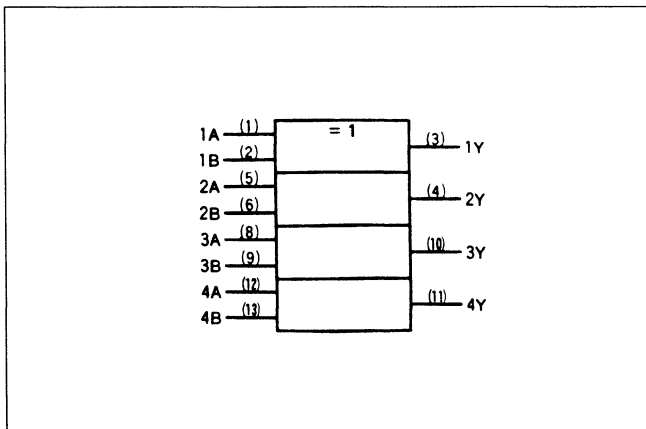 1A (1) = 1
1B (2) (3) 1Y
2A (5)
2B (6) (4) 2Y
3A (8)
3B (9) (10) 3Y
4A (12)
4B (13) (11) 4Y